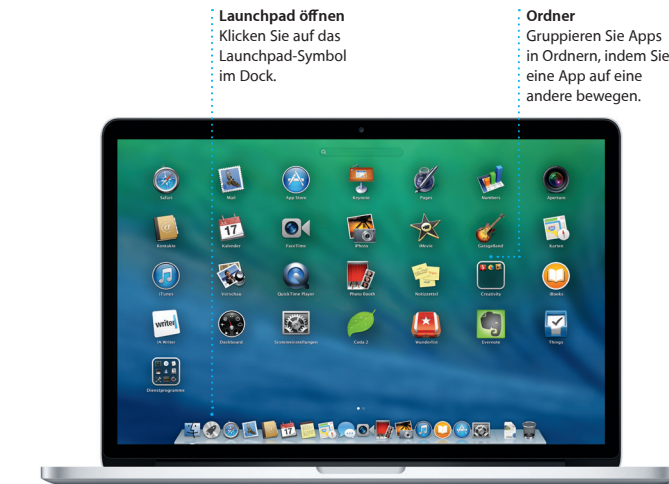 Launchpad öffnen
Klicken Sie auf das
Launchpad-Symbol
im Dock.
Ordner
Gruppieren Sie Apps
in Ordnern, indem Sie
eine App auf eine
andere bewegen.
Safari Mail App Store Keynote Pages Numbers Aperture
17
Kontakte Kalender FaceTime iPhoto iMovie GarageBand Karten
iTunes Vorschau QuickTime Player Photo Booth Notizzettel Creativity iBooks
writer
iA Writer Dashboard Systemeinstellungen Coda 2 Wunderlist Evernote Things
Dienstprogramme
17